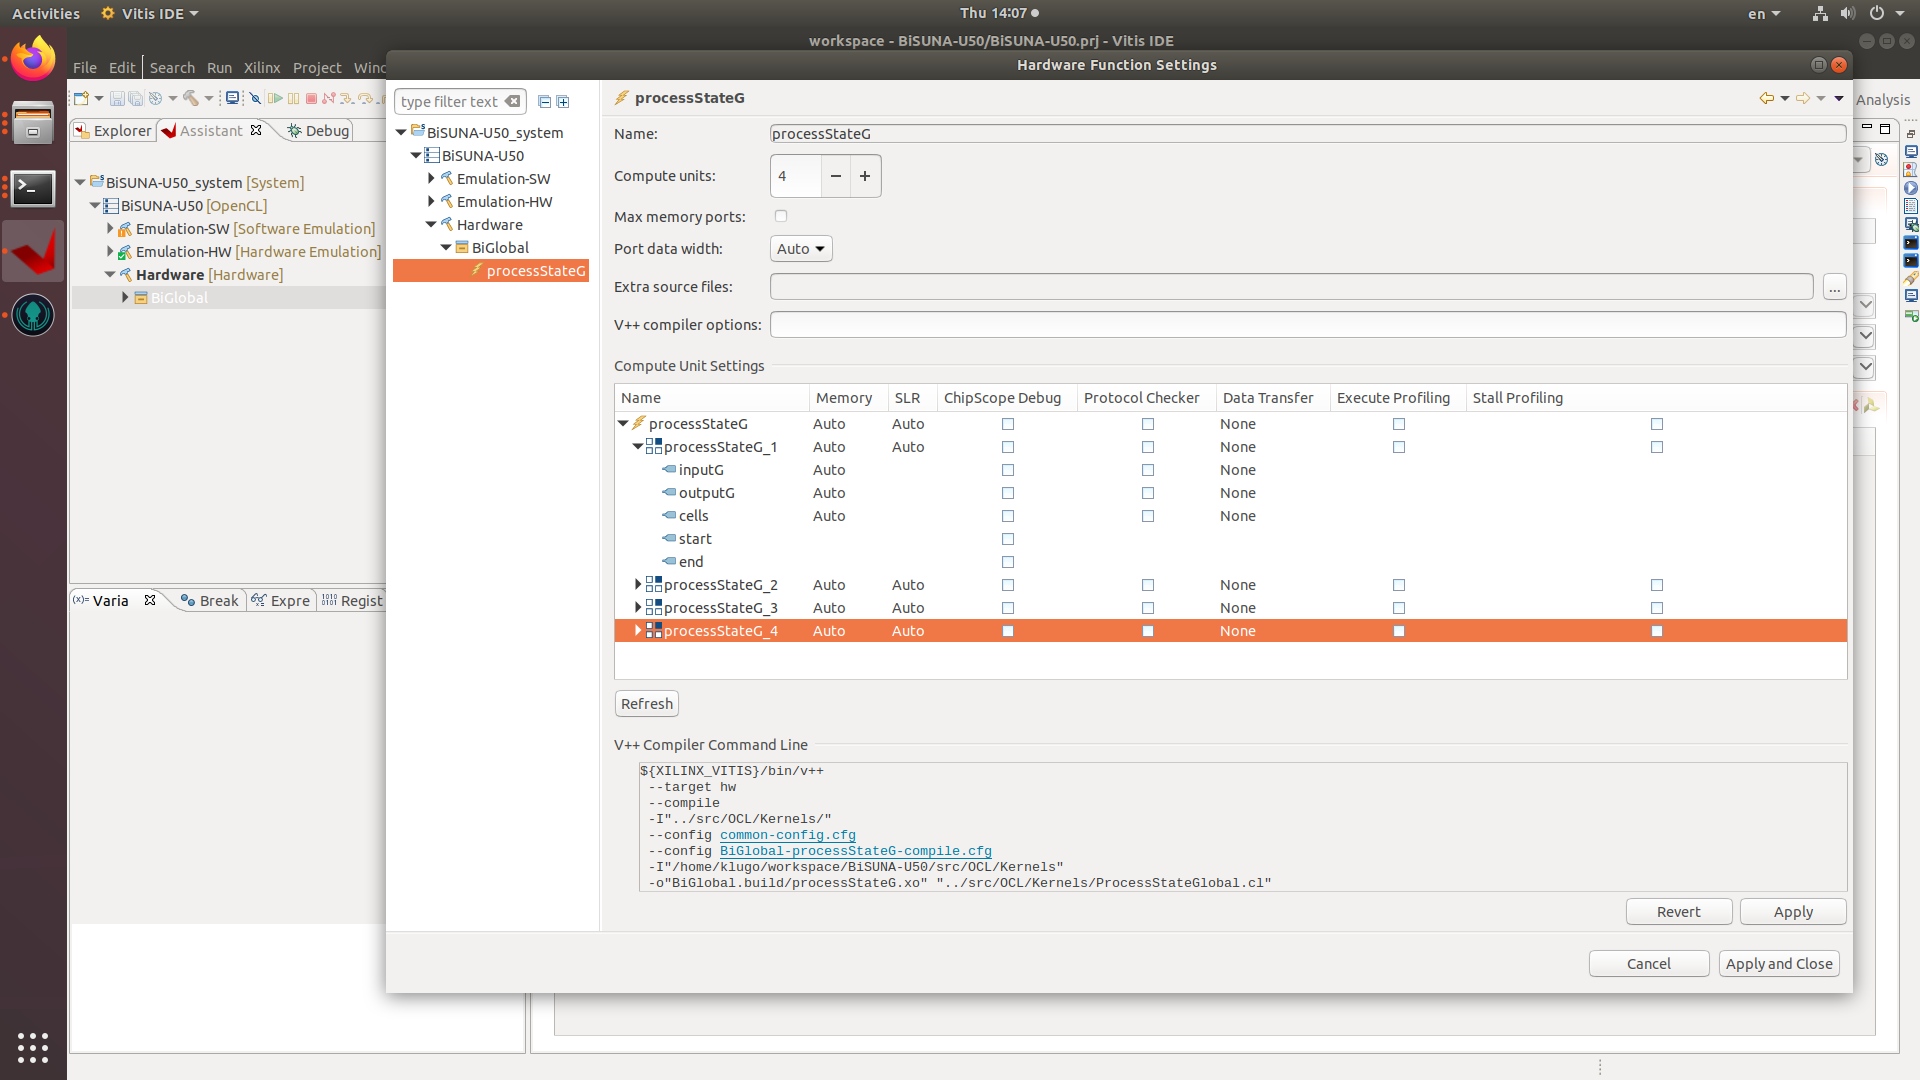 Activities
Vitis IDE
Thu 14:07
en
workspace - BiSUNA-U50/BiSUNA-U50.prj - Vitis IDE
File Edit Search Run Xilinx Project Wind
Hardware Function Settings
Analysis
Explorer
Assistant
Debug
BiSUNA-U50_system [System]
BiSUNA-U50 [OpenCL]
Emulation-SW [Software Emulation]
Emulation-HW [Hardware Emulation]
Hardware [Hardware]
BiGlobal
(x)= Varia
Break
Expre
1010
0101 Regist
type filter text
BiSUNA-U50_system
BiSUNA-U50
Emulation-SW
Emulation-HW
Hardware
BiGlobal
processStateG
processStateG
Name: processStateG
Compute units: 4 − +
Max memory ports:
Port data width: Auto
Extra source files: ...
V++ compiler options:
Compute Unit Settings
Name Memory SLR ChipScope Debug Protocol Checker Data Transfer Execute Profiling Stall Profiling
processStateG Auto Auto None
processStateG_1 Auto Auto None
inputG Auto None
outputG Auto None
cells Auto None
start
end
processStateG_2 Auto Auto None
processStateG_3 Auto Auto None
processStateG_4 Auto Auto None
Refresh
V++ Compiler Command Line
${XILINX_VITIS}/bin/v++
--target hw
--compile
-I"../src/OCL/Kernels/"
--config common-config.cfg
--config BiGlobal-processStateG-compile.cfg
-I"/home/klugo/workspace/BiSUNA-U50/src/OCL/Kernels"
-o"BiGlobal.build/processStateG.xo" "../src/OCL/Kernels/ProcessStateGlobal.cl"
Revert
Apply
Cancel
Apply and Close